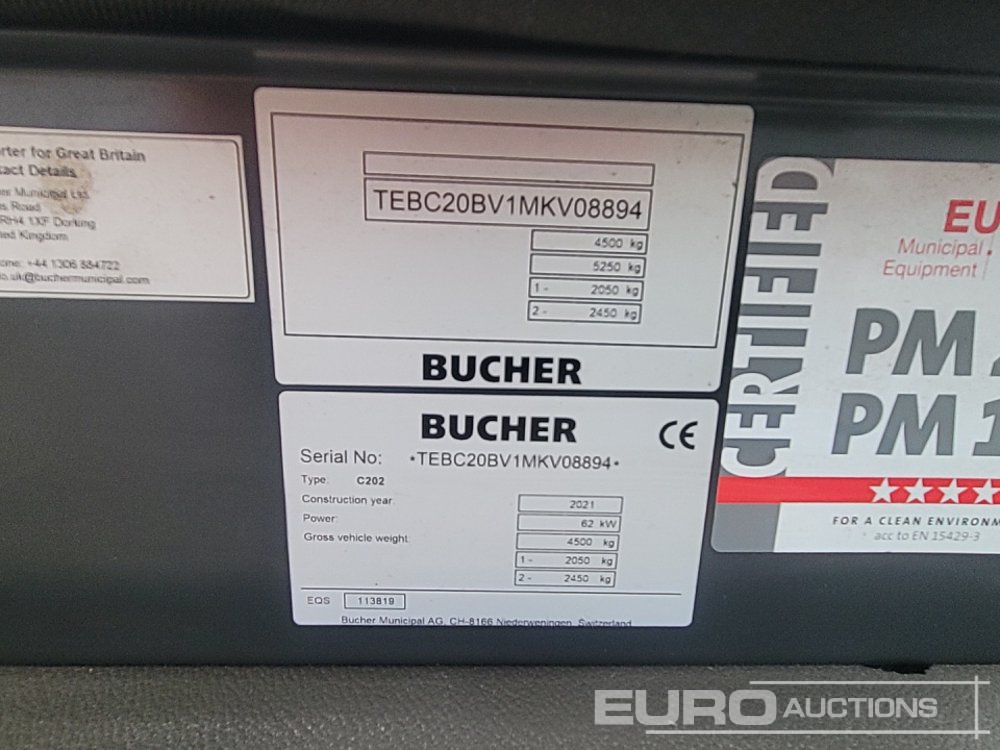 rter for Great Britain
tact Details
Municipal Ltd.
Road
RH4 1XF Dorking
Kingdom
+44 1306 884722
uk@buchermunicipal.com
TEBC20BV1MKV08894
4500 kg
5250 kg
1 - 2050 kg
2 - 2450 kg
BUCHER
BUCHER CE
Serial No: *TEBC20BV1MKV08894*
Type: C202
Construction year: 2021
Power: 62 kW
Gross vehicle weight: 4500 kg
1 - 2050 kg
2 - 2450 kg
EQS 113819
Bucher Municipal AG, CH-8166 Niederweningen, Switzerland
CERTIFIED
EU
Municipal
Equipment
PM
PM 1
FOR A CLEAN ENVIRONM
acc to EN 15429-3
EURO AUCTIONS